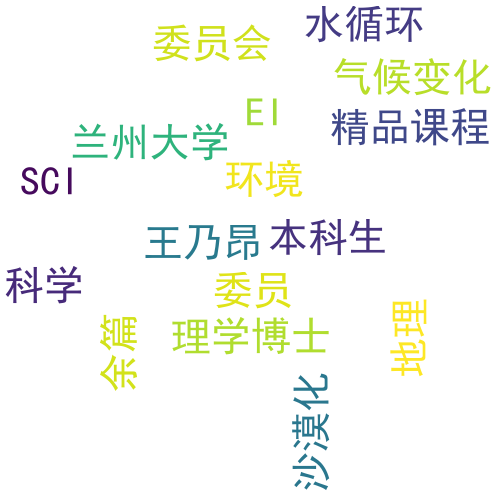 水循环
委员会
气候变化
EI
精品课程
兰州大学
SCI
环境
王乃昂
本科生
科学
委员
理学博士
地理
余篇
沙漠化